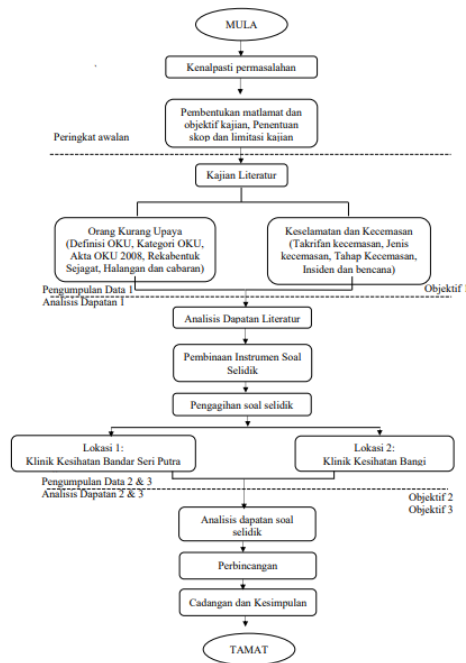 MULA
Kenalpasti permasalahan
Pembentukan matlamat dan
objektif kajian, Penentuan
skop dan limitasi kajian
Peringkat awalan
Kajian Literatur
Orang Kurang Upaya
(Definisi OKU, Kategori OKU,
Akta OKU 2008, Rekabentuk
Sejagat, Halangan dan cabaran)
Keselamatan dan Kecemasan
(Takrifan kecemasan, Jenis
kecemasan, Tahap Kecemasan,
Insiden dan bencana)
Pengumpulan Data 1
Objektif 1
Analisis Dapatan 1
Analisis Dapatan Literatur
Pembinaan Instrumen Soal
Selidik
Pengagihan soal selidik
Lokasi 1:
Klinik Kesihatan Bandar Seri Putra
Lokasi 2:
Klinik Kesihatan Bangi
Pengumpulan Data 2 & 3
Analisis Dapatan 2 & 3
Objektif 2
Objektif 3
Analisis dapatan soal
selidik
Perbincangan
Cadangan dan Kesimpulan
TAMAT